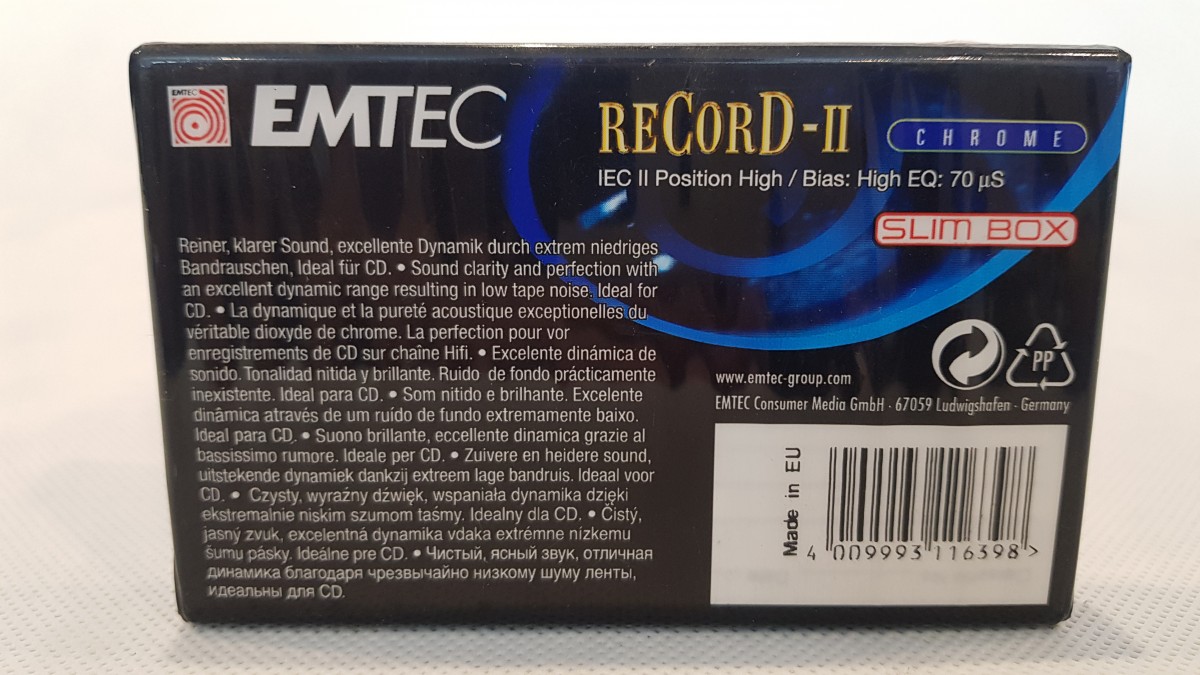 EMTEC
EMTEC
RECORD-II
CHROME
IEC II Position High / Bias: High EQ: 70 µS
SLIM BOX
Reiner, klarer Sound, excellente Dynamik durch extrem niedriges
Bandrauschen, Ideal für CD. • Sound clarity and perfection with
an excellent dynamic range resulting in low tape noise. Ideal for
CD. • La dynamique et la pureté acoustique exceptionelles du
véritable dioxyde de chrome. La perfection pour vor
enregistrements de CD sur chaîne Hifi. • Excelente dinámica de
sonido. Tonalidad nitida y brillante. Ruido de fondo prácticamente
inexistente. Ideal para CD. • Som nitido e brilhante. Excelente
dinâmica através de um ruído de fundo extremamente baixo.
Ideal para CD. • Suono brillante, eccellente dinamica grazie al
bassissimo rumore. Ideale per CD. • Zuivere en heidere sound,
uitstekende dynamiek dankzij extreem lage bandruis. Ideaal voor
CD. • Czysty, wyraźny dźwięk, wspaniała dynamika dzięki
ekstremalnie niskim szumom taśmy. Idealny dla CD. • Čistý,
jasný zvuk, excelentná dynamika vdaka extrémne nízkemu
šumu pásky. Ideálne pre CD. • Чистый, ясный звук, отличная
динамика благодаря чрезвычайно низкому шуму ленты,
идеальны для CD.
PP
www.emtec-group.com
EMTEC Consumer Media GmbH · 67059 Ludwigshafen · Germany
Made in EU
4 009993 116398 >